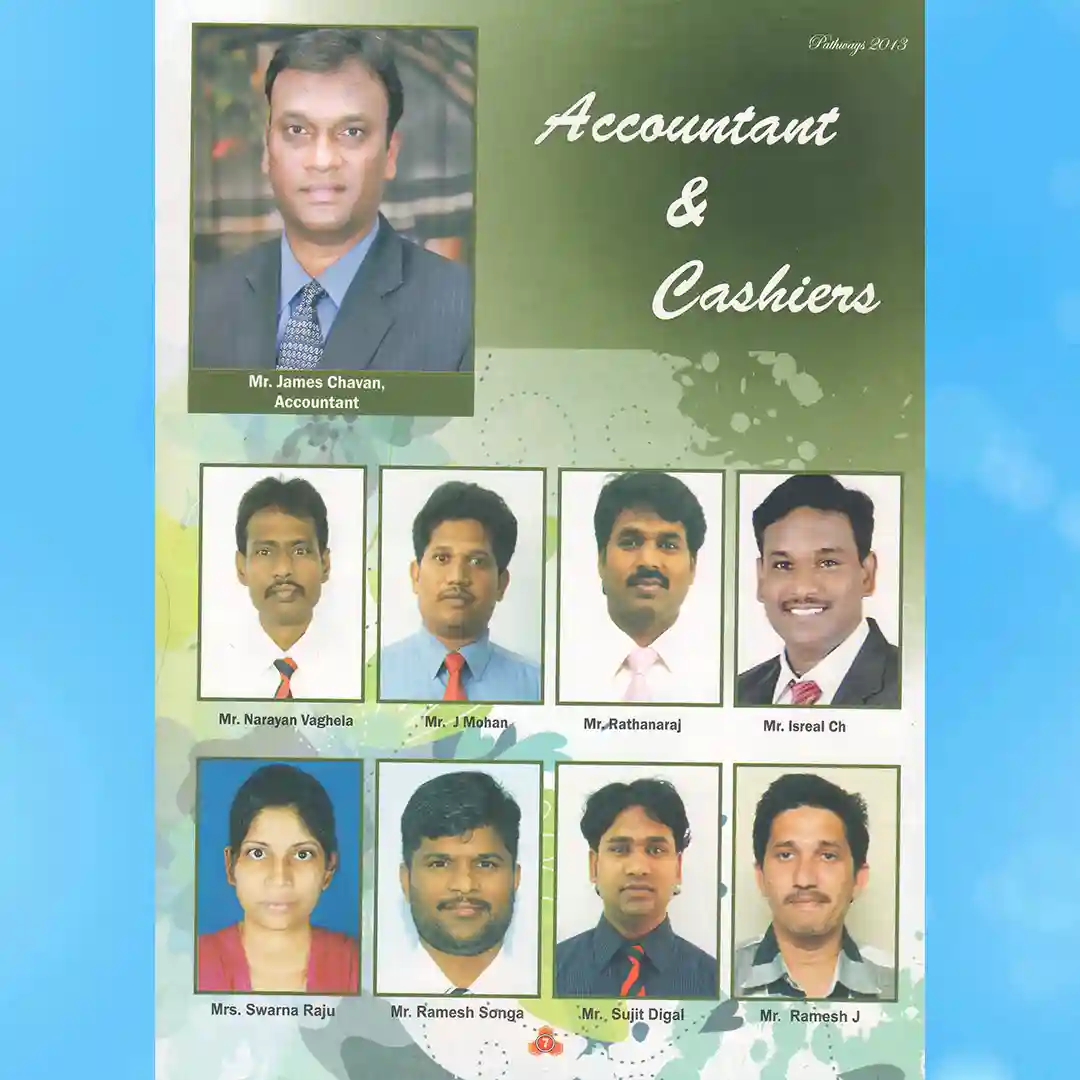 Pathways 2013
Accountant
&
Cashiers
Mr. James Chavan,
Accountant
Mr. Narayan Vaghela
Mr. J Mohan
Mr. Rathanaraj
Mr. Isreal Ch
Mrs. Swarna Raju
Mr. Ramesh Songa
Mr. Sujit Digal
Mr. Ramesh J
7